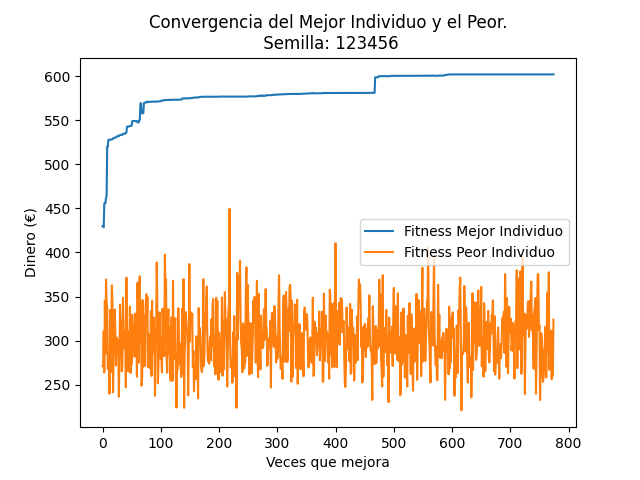 Convergencia del Mejor Individuo y el Peor.
Semilla: 123456
Dinero (€)
600
550
500
450
400
350
300
250
Fitness Mejor Individuo
Fitness Peor Individuo
0 100 200 300 400 500 600 700 800
Veces que mejora